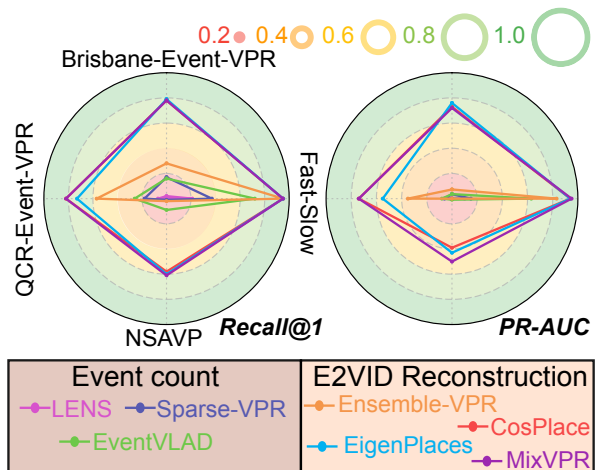 0.2 0.4 0.6 0.8 1.0
Brisbane-Event-VPR
QCR-Event-VPR
Fast-Slow
NSAVP
Recall@1
PR-AUC
Event count
LENS
Sparse-VPR
EventVLAD
E2VID Reconstruction
Ensemble-VPR
CosPlace
EigenPlaces
MixVPR